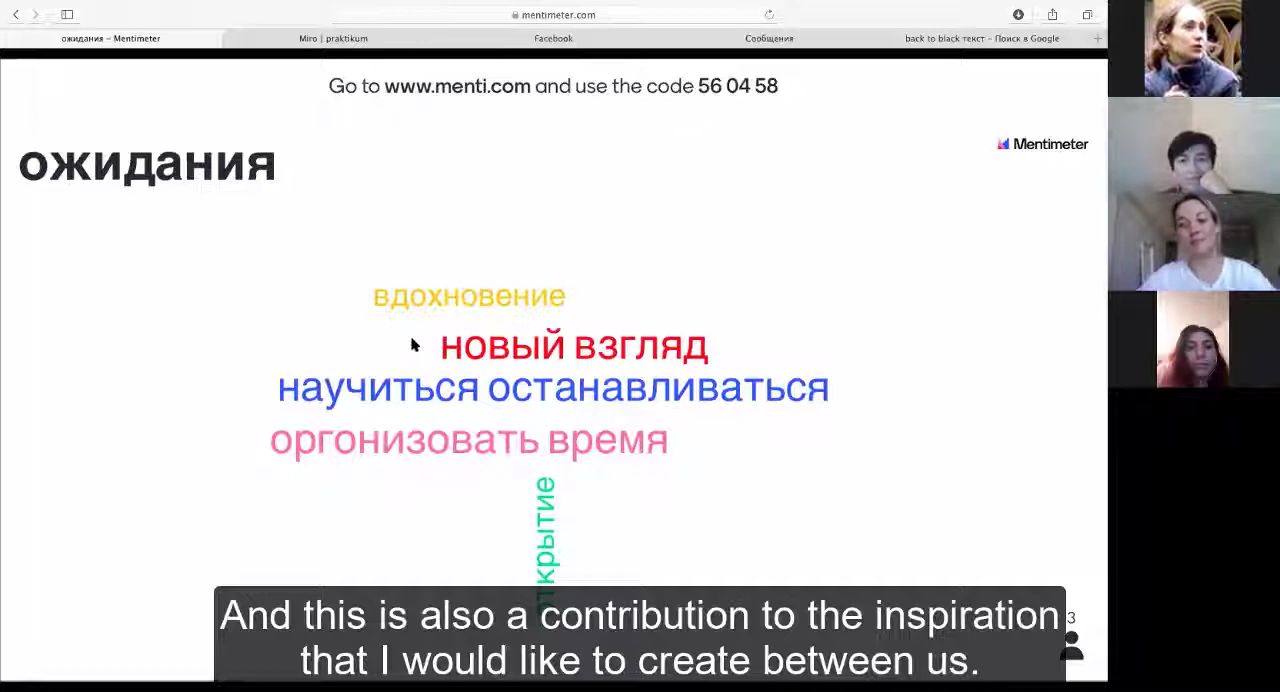 mentimeter.com
ожидания – Mentimeter
Miro | praktikum
Facebook
Сообщения
back to black текст – Поиск в Google
Go to www.menti.com and use the code 56 04 58
Mentimeter
ожидания
вдохновение
новый взгляд
научиться останавливаться
оргонизовать время
открытие
And this is also a contribution to the inspiration
that I would like to create between us.
3